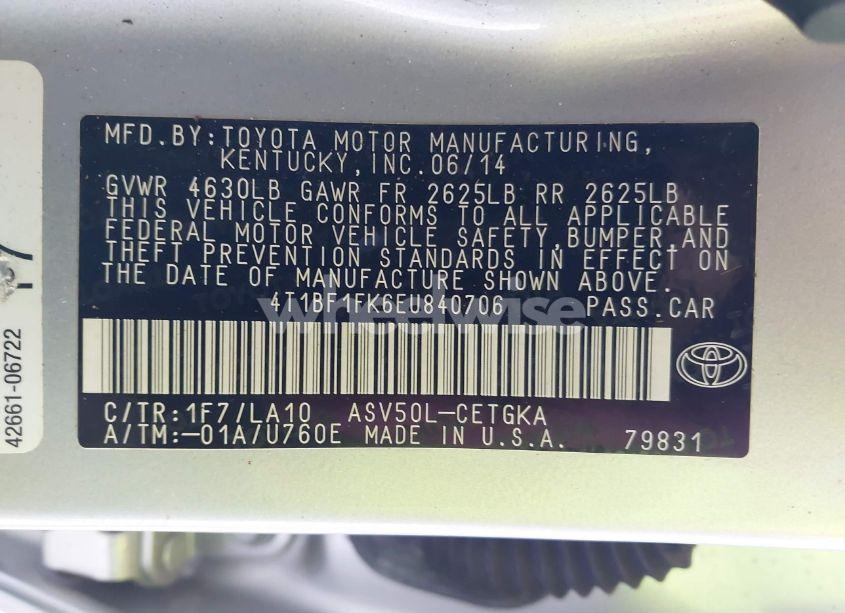 MFD.BY:TOYOTA MOTOR MANUFACTURING,
KENTUCKY,INC.06/14
GVWR 4630LB GAWR FR 2625LB RR 2625LB
THIS VEHICLE CONFORMS TO ALL APPLICABLE
FEDERAL MOTOR VEHICLE SAFETY,BUMPER,AND
THEFT PREVENTION STANDARDS IN EFFECT ON
THE DATE OF MANUFACTURE SHOWN ABOVE.
4T1BF1FK6EU840706 PASS.CAR
wheelwise
C/TR:1F7/LA10 ASV50L-CETGKA
A/TM:-01A/U760E MADE IN U.S.A. 79831
42661-06722